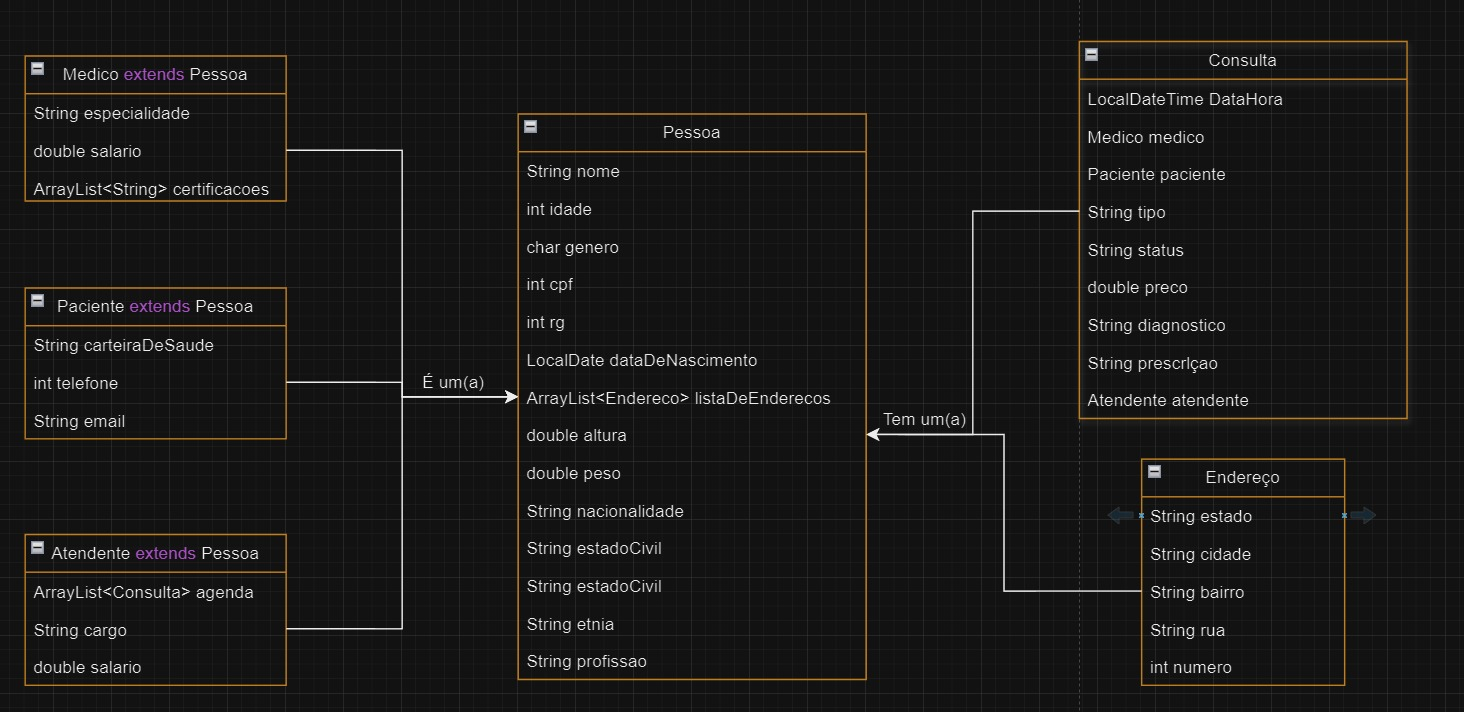 Medico extends Pessoa
String especialidade
double salario
ArrayList<String> certificacoes
Paciente extends Pessoa
String carteiraDeSaude
int telefone
String email
Atendente extends Pessoa
ArrayList<Consulta> agenda
String cargo
double salario
É um(a)
Pessoa
String nome
int idade
char genero
int cpf
int rg
LocalDate dataDeNascimento
ArrayList<Endereco> listaDeEnderecos
double altura
double peso
String nacionalidade
String estadoCivil
String estadoCivil
String etnia
String profissao
Tem um(a)
Consulta
LocalDateTime DataHora
Medico medico
Paciente paciente
String tipo
String status
double preco
String diagnostico
String prescrIçao
Atendente atendente
Endereço
String estado
String cidade
String bairro
String rua
int numero